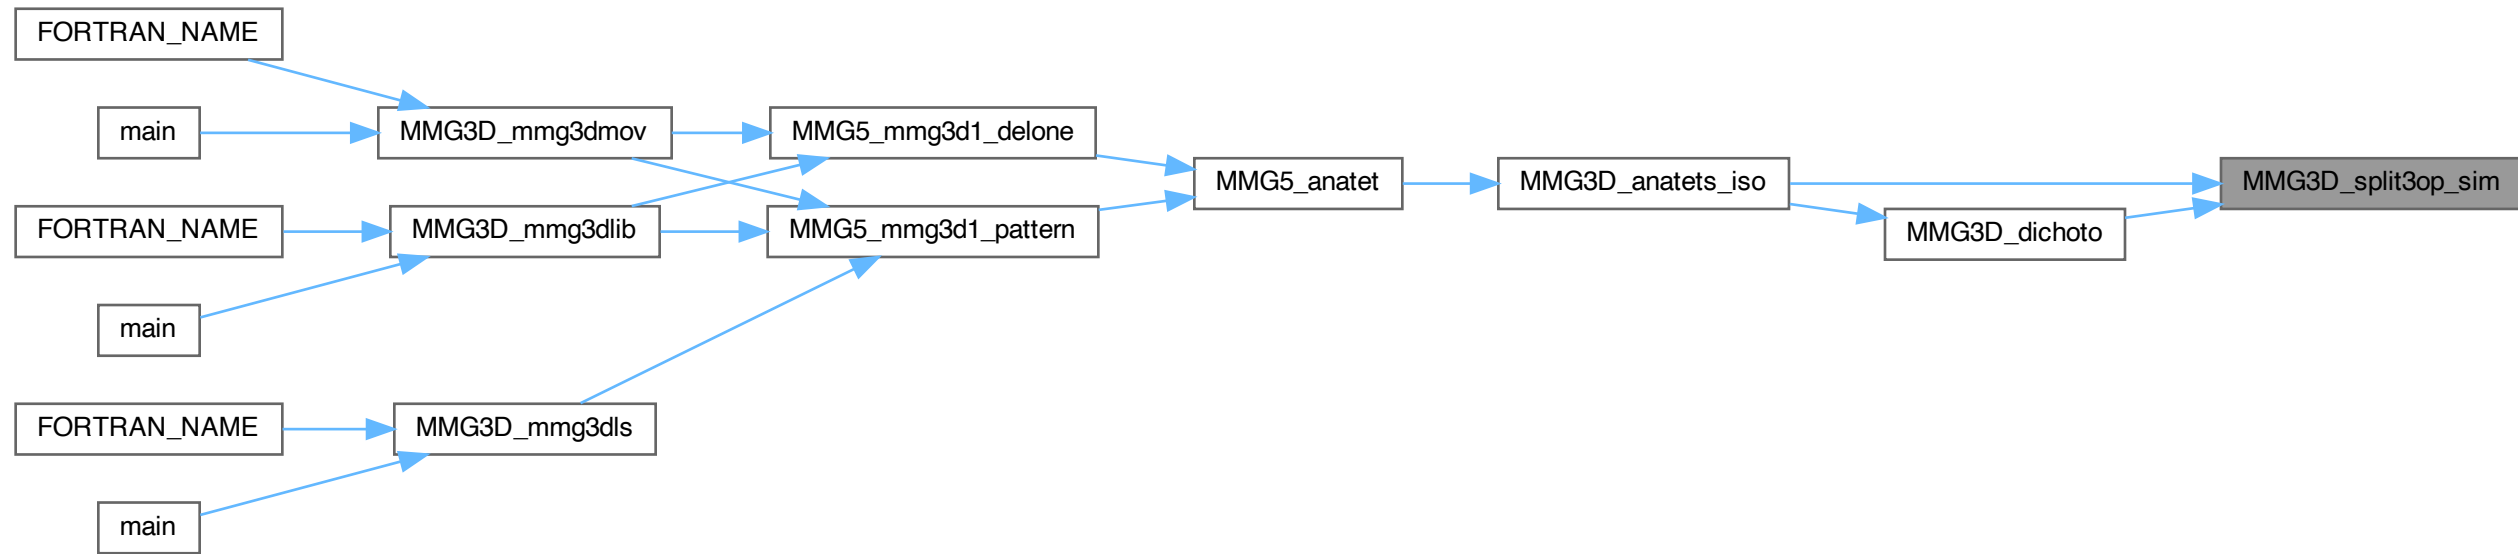 FORTRAN_NAME
main
MMG3D_mmg3dmov
MMG5_mmg3d1_delone
MMG5_anatet
MMG3D_anatets_iso
MMG3D_split3op_sim
FORTRAN_NAME
MMG3D_mmg3dlib
MMG5_mmg3d1_pattern
MMG3D_dichoto
main
FORTRAN_NAME
MMG3D_mmg3dls
main